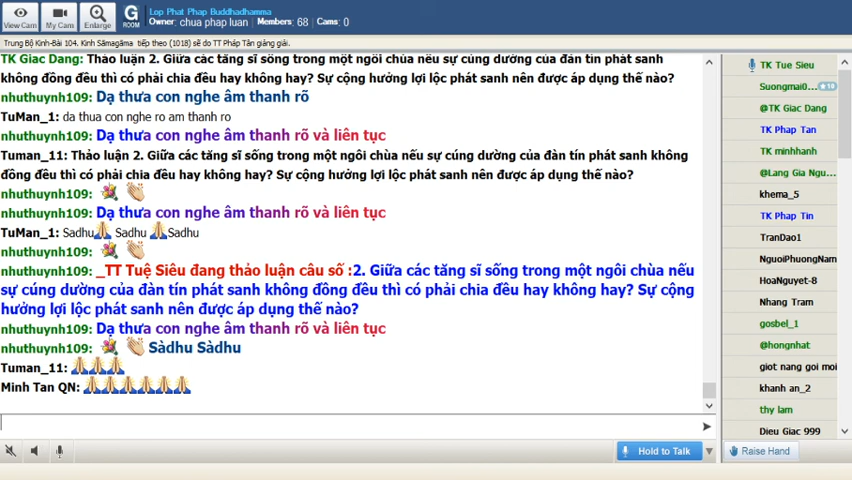 View Cam
My Cam
Enlarge
G
ROOM
Lop Phat Phap Buddhadhamma
Owner: chua phap luan Members: 68 Cams: 0
Trung Bộ Kinh-Bài 104. Kinh Sāmagāma tiếp theo (1018) sẽ do TT Pháp Tân giảng giải.
TK Giac Dang: Thảo luận 2. Giữa các tăng sĩ sống trong một ngôi chùa nếu sự cúng dường của đàn tín phát sanh
không đồng đều thì có phải chia đều hay không hay? Sự cộng hưởng lợi lộc phát sanh nên được áp dụng thế nào?
nhuthuynh109: Dạ thưa con nghe âm thanh rõ
TuMan_1: da thua con nghe ro am thanh ro
nhuthuynh109: Dạ thưa con nghe âm thanh rõ và liên tục
Tuman_11: Thảo luận 2. Giữa các tăng sĩ sống trong một ngôi chùa nếu sự cúng dường của đàn tín phát sanh không
đồng đều thì có phải chia đều hay không hay? Sự cộng hưởng lợi lộc phát sanh nên được áp dụng thế nào?
nhuthuynh109:
nhuthuynh109: Dạ thưa con nghe âm thanh rõ và liên tục
TuMan_1: Sadhu Sadhu Sadhu
nhuthuynh109:
nhuthuynh109: _TT Tuệ Siêu đang thảo luận câu số :2. Giữa các tăng sĩ sống trong một ngôi chùa nếu
sự cúng dường của đàn tín phát sanh không đồng đều thì có phải chia đều hay không hay? Sự cộng
hưởng lợi lộc phát sanh nên được áp dụng thế nào?
nhuthuynh109: Dạ thưa con nghe âm thanh rõ và liên tục
nhuthuynh109: Sàdhu Sàdhu
Tuman_11:
Minh Tan QN:
Hold to Talk
TK Tue Sieu
Suongmai0... 10
@TK Giac Dang
TK Phap Tan
TK minhhanh
@Lang Gia Ngu...
khema_5
TK Phap Tin
TranDao1
NguoiPhuongNam
HoaNguyet-8
Nhang Tram
gosbel_1
@hongnhat
giot nang goi moi
khanh an_2
thy lam
Dieu Giac 999
Raise Hand